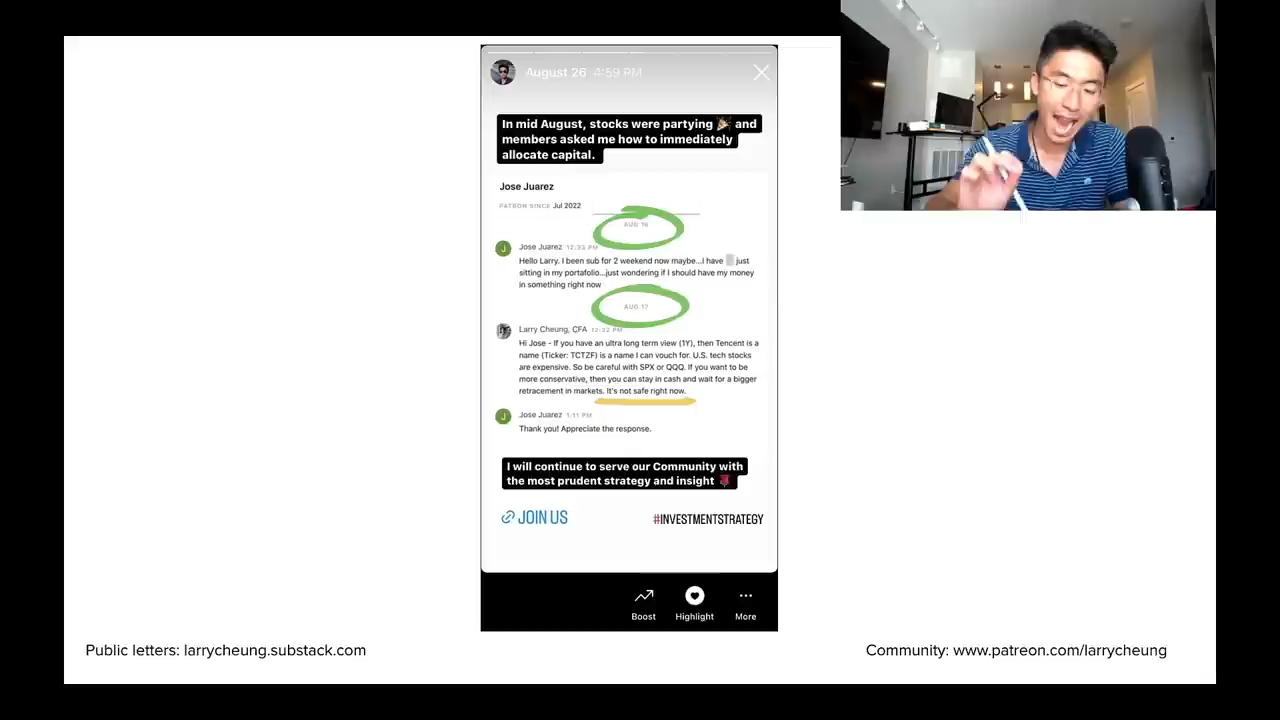 August 26 4:59 PM
In mid August, stocks were partying 🎉 and
members asked me how to immediately
allocate capital.
Jose Juarez
PATRON SINCE Jul 2022
AUG 16
Jose Juarez 12:33 PM
Hello Larry. I been sub for 2 weekend now maybe...I have just
sitting in my portafolio...just wondering if I should have my money
in something right now
AUG 17
Larry Cheung, CFA 12:32 PM
Hi Jose - If you have an ultra long term view (1Y), then Tencent is a
name (Ticker: TCTZF) is a name I can vouch for. U.S. tech stocks
are expensive. So be careful with SPX or QQQ. If you want to be
more conservative, then you can stay in cash and wait for a bigger
retracement in markets. It's not safe right now.
Jose Juarez 1:11 PM
Thank you! Appreciate the response.
I will continue to serve our Community with
the most prudent strategy and insight 🌹
JOIN US
#INVESTMENTSTRATEGY
Boost
Highlight
More
Public letters: larrycheung.substack.com
Community: www.patreon.com/larrycheung